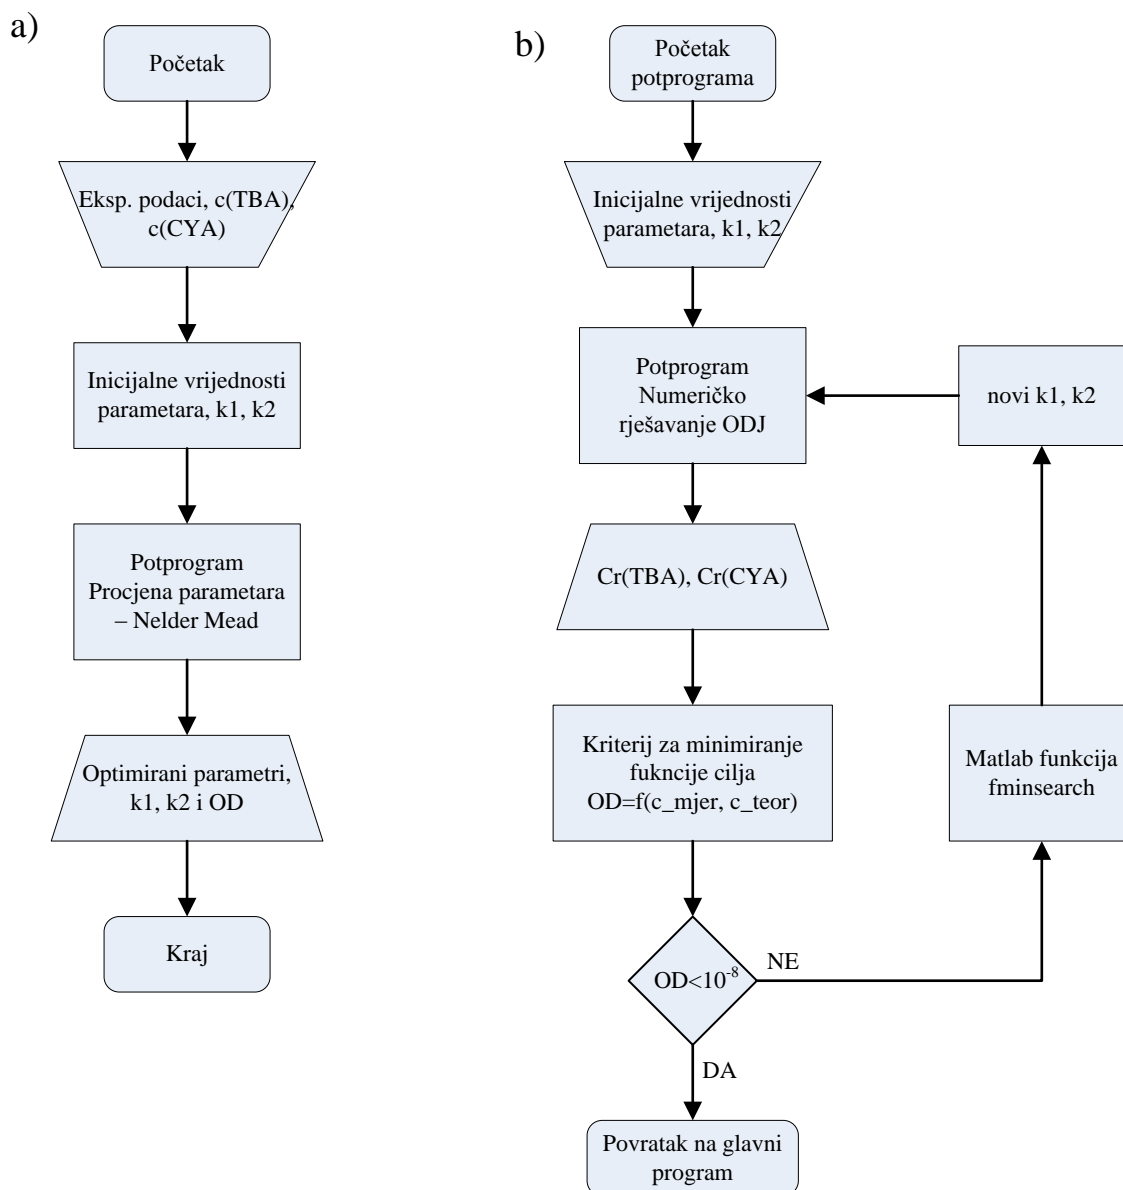 a)
Početak
Eksp. podaci, c(TBA),
c(CYA)
Inicijalne vrijednosti
parametara, k1, k2
Potprogram
Procjena parametara
– Nelder Mead
Optimirani parametri,
k1, k2 i OD
Kraj
b)
Početak
potprograma
Inicijalne vrijednosti
parametara, k1, k2
Potprogram
Numeričko
rješavanje ODJ
novi k1, k2
Cr(TBA), Cr(CYA)
Kriterij za minimiranje
fukncije cilja
OD=f(c_mjer, c_teor)
Matlab funkcija
fminsearch
OD<10⁻⁸
NE
DA
Povratak na glavni
program